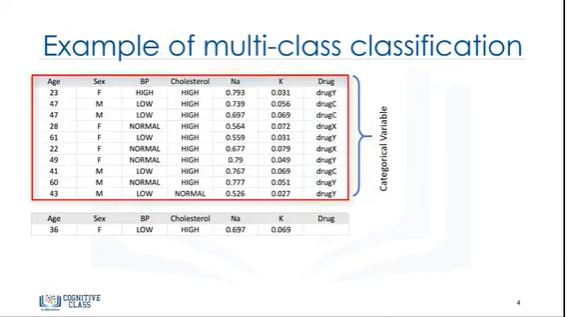 Example of multi-class classification
Age Sex BP Cholesterol Na K Drug
23 F HIGH HIGH 0.793 0.031 drugY
47 M LOW HIGH 0.739 0.056 drugC
47 M LOW HIGH 0.697 0.069 drugC
28 F NORMAL HIGH 0.564 0.072 drugX
61 F LOW HIGH 0.559 0.031 drugY
22 F NORMAL HIGH 0.677 0.079 drugX
49 F NORMAL HIGH 0.79 0.049 drugY
41 M LOW HIGH 0.767 0.069 drugC
60 M NORMAL HIGH 0.777 0.051 drugY
43 M LOW NORMAL 0.526 0.027 drugY
Categorical Variable
Age Sex BP Cholesterol Na K Drug
36 F LOW HIGH 0.697 0.069
COGNITIVE
CLASS
4